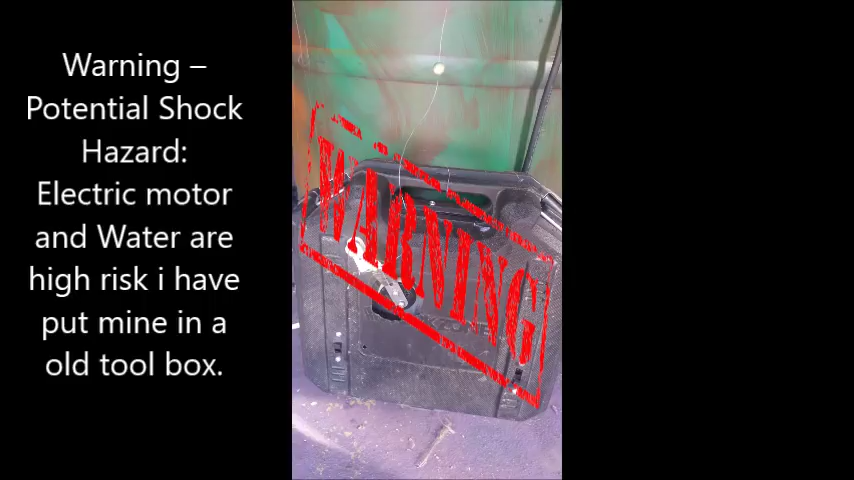 Warning –
Potential Shock
Hazard:
Electric motor
and Water are
high risk i have
put mine in a
old tool box.
WARNING